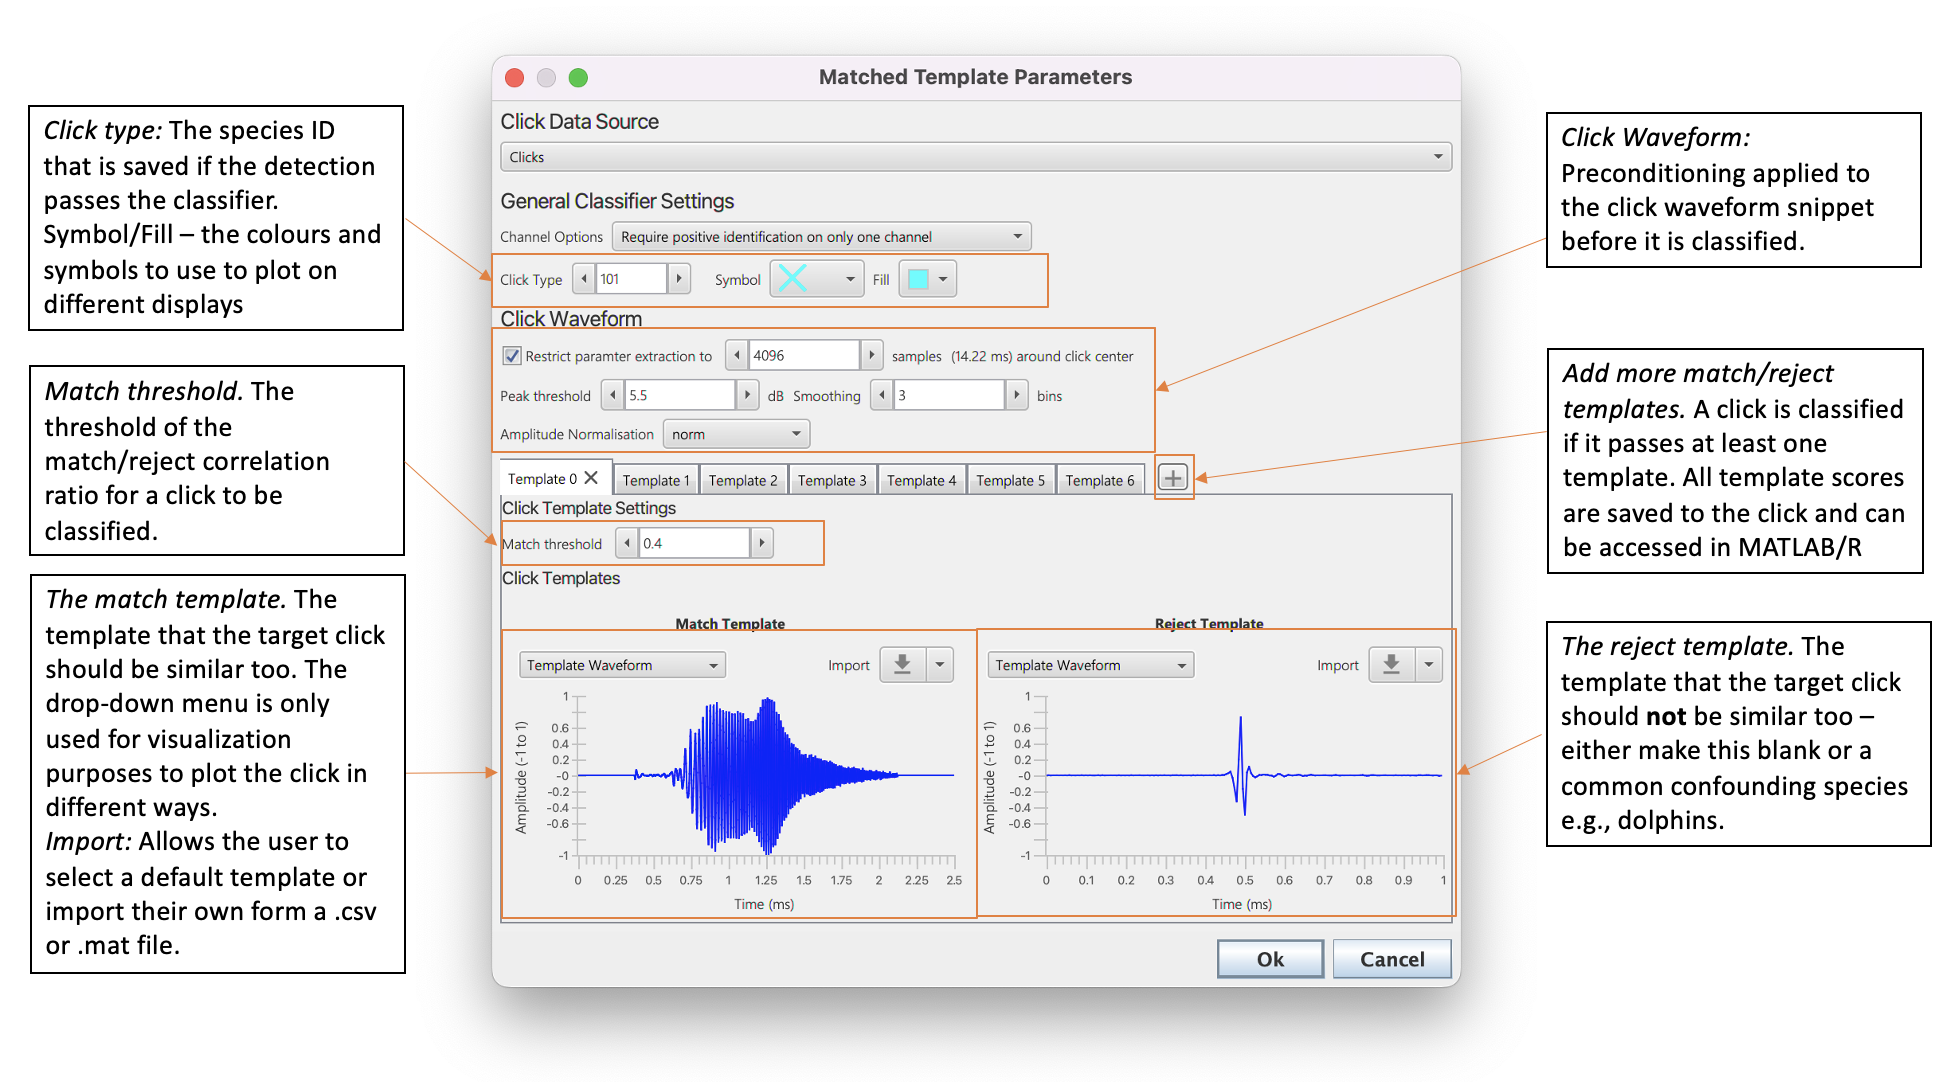 Matched Template Parameters
Click type: The species ID
that is saved if the detection
passes the classifier.
Symbol/Fill – the colours and
symbols to use to plot on
different displays
Match threshold. The
threshold of the
match/reject correlation
ratio for a click to be
classified.
The match template. The
template that the target click
should be similar too. The
drop-down menu is only
used for visualization
purposes to plot the click in
different ways.
Import: Allows the user to
select a default template or
import their own form a .csv
or .mat file.
Click Data Source
Clicks
General Classifier Settings
Channel Options Require positive identification on only one channel
Click Type 101 Symbol Fill
Click Waveform
Restrict paramter extraction to 4096 samples (14.22 ms) around click center
Peak threshold 5.5 dB Smoothing 3 bins
Amplitude Normalisation norm
Template 0 Template 1 Template 2 Template 3 Template 4 Template 5 Template 6
Click Template Settings
Match threshold 0.4
Click Templates
Match Template
Template Waveform Import
Amplitude (-1 to 1)
1
0.6
0.4
0.2
-0
-0.2
-0.4
-0.6
-1
0 0.25 0.5 0.75 1 1.25 1.5 1.75 2 2.25 2.5
Time (ms)
Reject Template
Template Waveform Import
Amplitude (-1 to 1)
1
0.6
0.4
0.2
-0
-0.2
-0.4
-0.6
-1
0 0.1 0.2 0.3 0.4 0.5 0.6 0.7 0.8 0.9 1
Time (ms)
Ok Cancel
Click Waveform:
Preconditioning applied to
the click waveform snippet
before it is classified.
Add more match/reject
templates. A click is classified
if it passes at least one
template. All template scores
are saved to the click and can
be accessed in MATLAB/R
The reject template. The
template that the target click
should not be similar too –
either make this blank or a
common confounding species
e.g., dolphins.